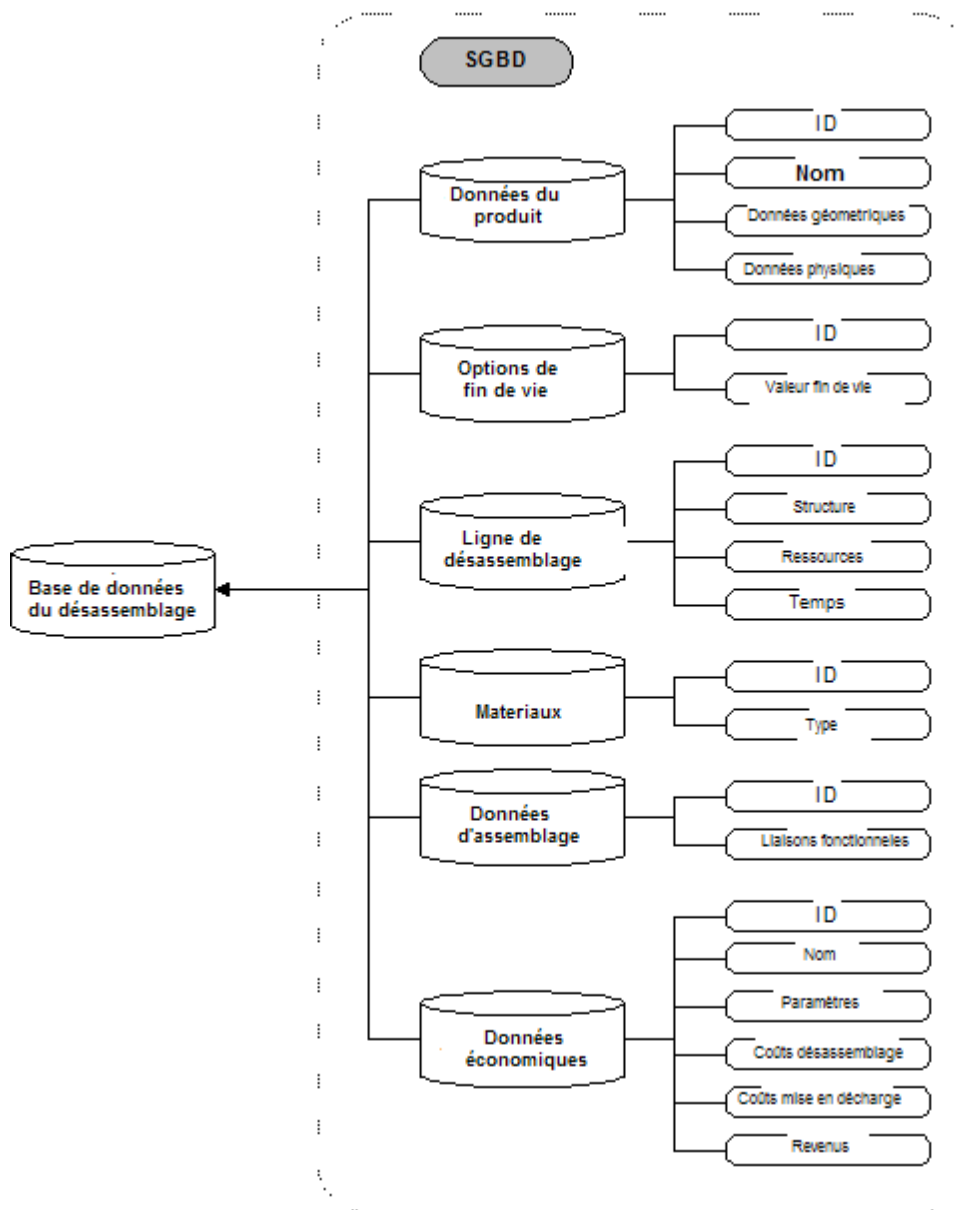 SGBD
ID
Nom
Données géometriques
Données physiques
Données du
produit
ID
Valeur fin de vie
Options de
fin de vie
ID
Structure
Ressources
Temps
Ligne de
désassemblage
Base de données
du désassemblage
ID
Type
Materiaux
ID
Liaisons fonctionneles
Données
d'assemblage
ID
Nom
Paramètres
Coûts désassemblage
Coûts mise en décharge
Revenus
Données
économiques